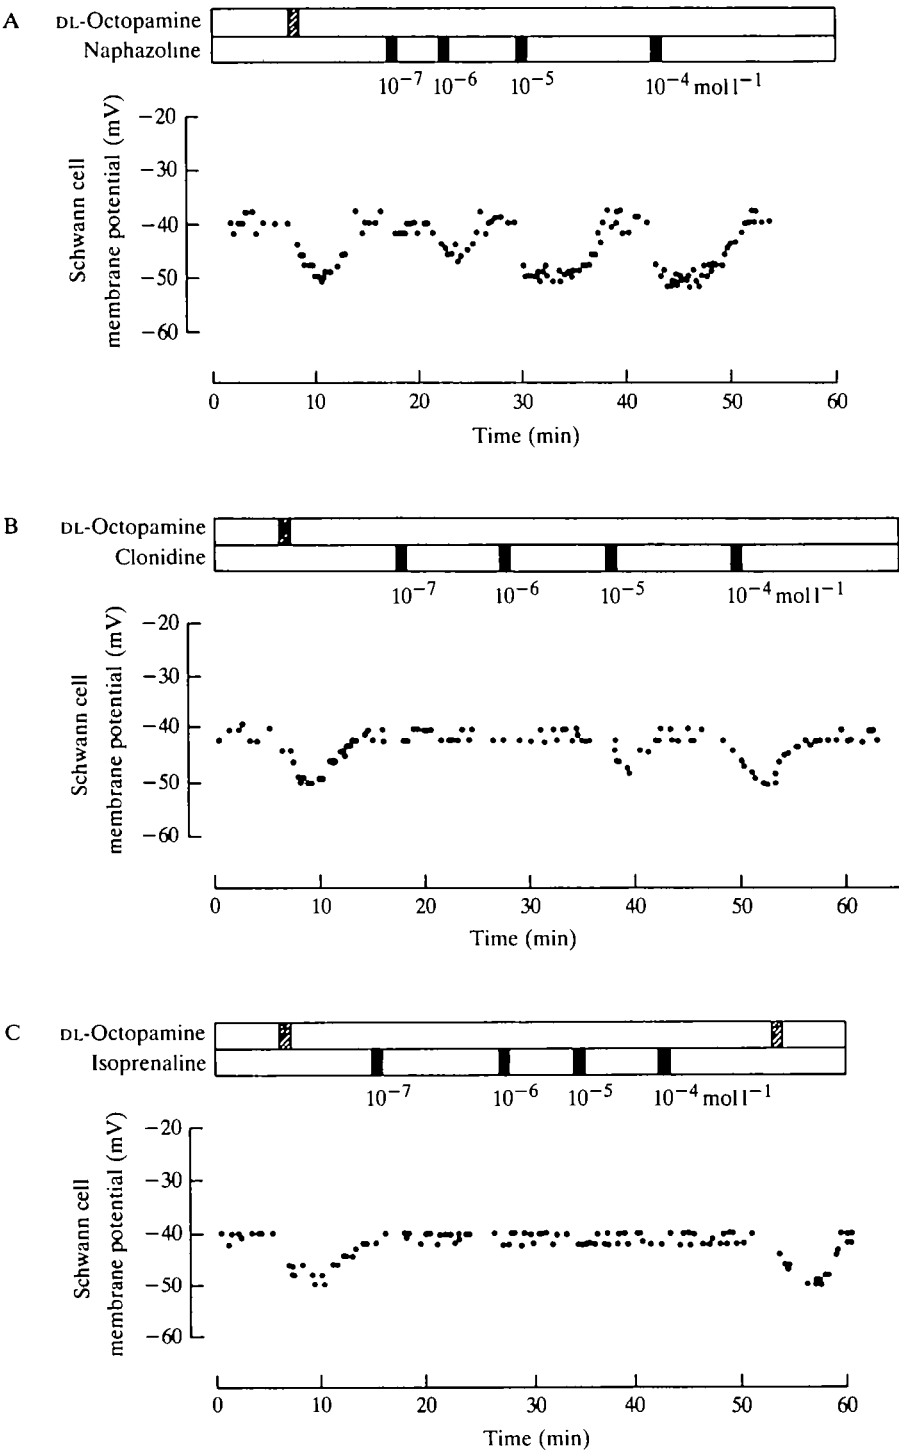 A
DL-Octopamine
Naphazoline
10⁻⁷ 10⁻⁶ 10⁻⁵ 10⁻⁴ mol l⁻¹
Schwann cell
membrane potential (mV)
−20
−30
−40
−50
−60
0 10 20 30 40 50 60
Time (min)
B
DL-Octopamine
Clonidine
10⁻⁷ 10⁻⁶ 10⁻⁵ 10⁻⁴ mol l⁻¹
Schwann cell
membrane potential (mV)
−20
−30
−40
−50
−60
0 10 20 30 40 50 60
Time (min)
C
DL-Octopamine
Isoprenaline
10⁻⁷ 10⁻⁶ 10⁻⁵ 10⁻⁴ mol l⁻¹
Schwann cell
membrane potential (mV)
−20
−30
−40
−50
−60
0 10 20 30 40 50 60
Time (min)